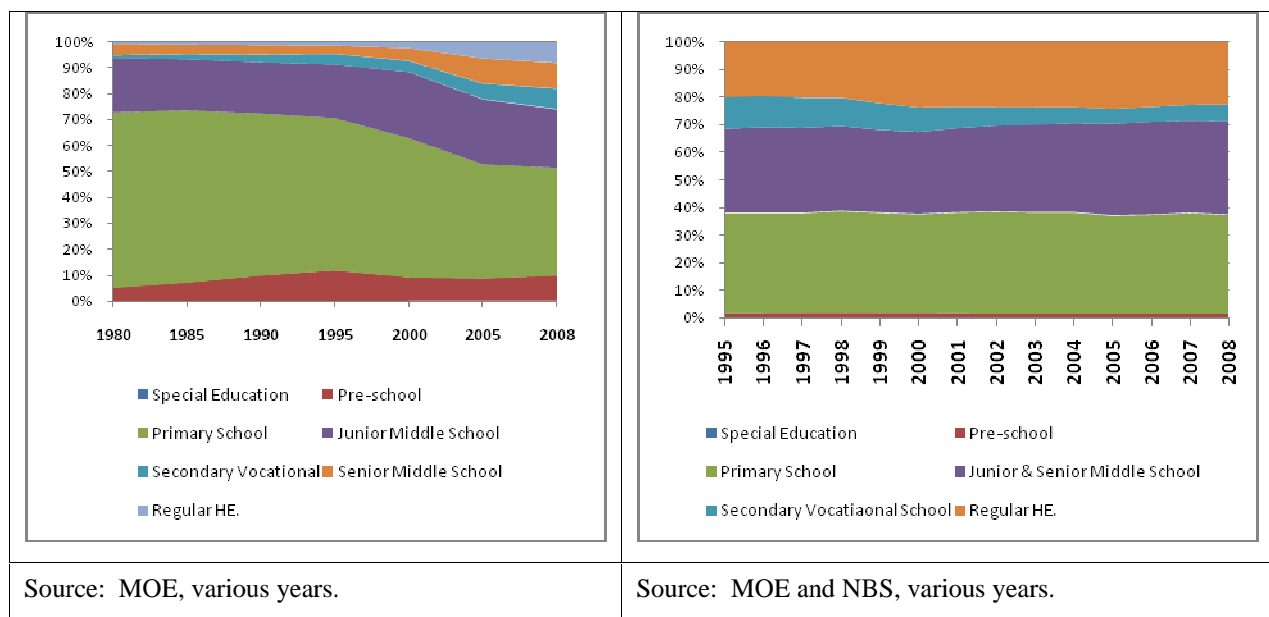 100%
90%
80%
70%
60%
50%
40%
30%
20%
10%
0%
1980 1985 1990 1995 2000 2005 2008
Special Education Pre-school
Primary School Junior Middle School
Secondary Vocational Senior Middle School
Regular HE.
Source: MOE, various years.
100%
90%
80%
70%
60%
50%
40%
30%
20%
10%
0%
1995 1996 1997 1998 1999 2000 2001 2002 2003 2004 2005 2006 2007 2008
Special Education Pre-school
Primary School Junior & Senior Middle School
Secondary Vocatiaonal School Regular HE.
Source: MOE and NBS, various years.